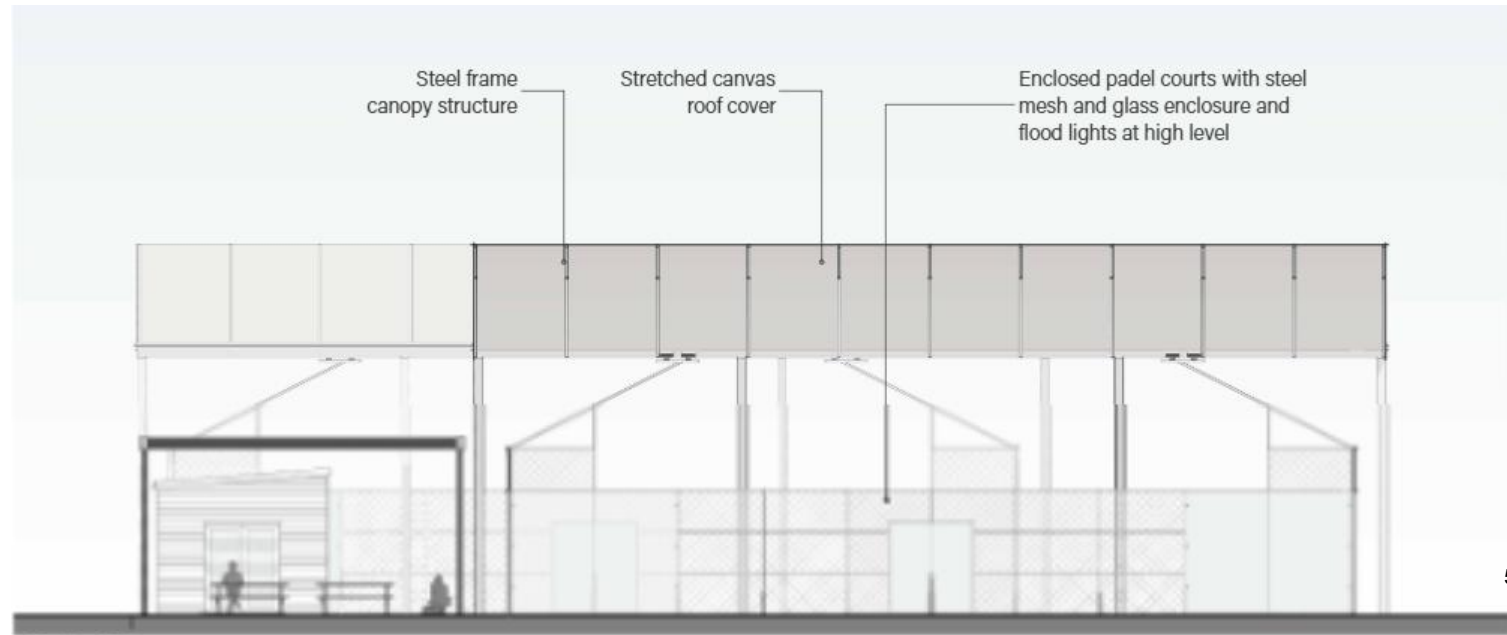 Steel frame
canopy structure
Stretched canvas
roof cover
Enclosed padel courts with steel
mesh and glass enclosure and
flood lights at high level
5